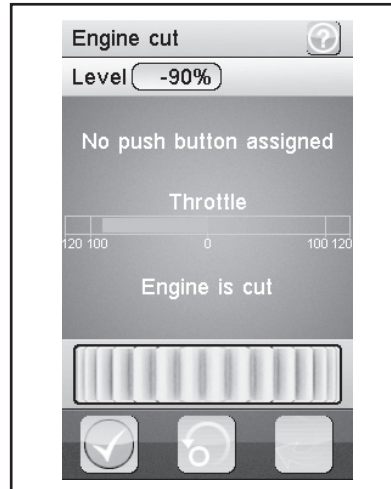 Engine cut
?
Level -90%
No push button assigned
Throttle
120 100 0 100 120
Engine is cut